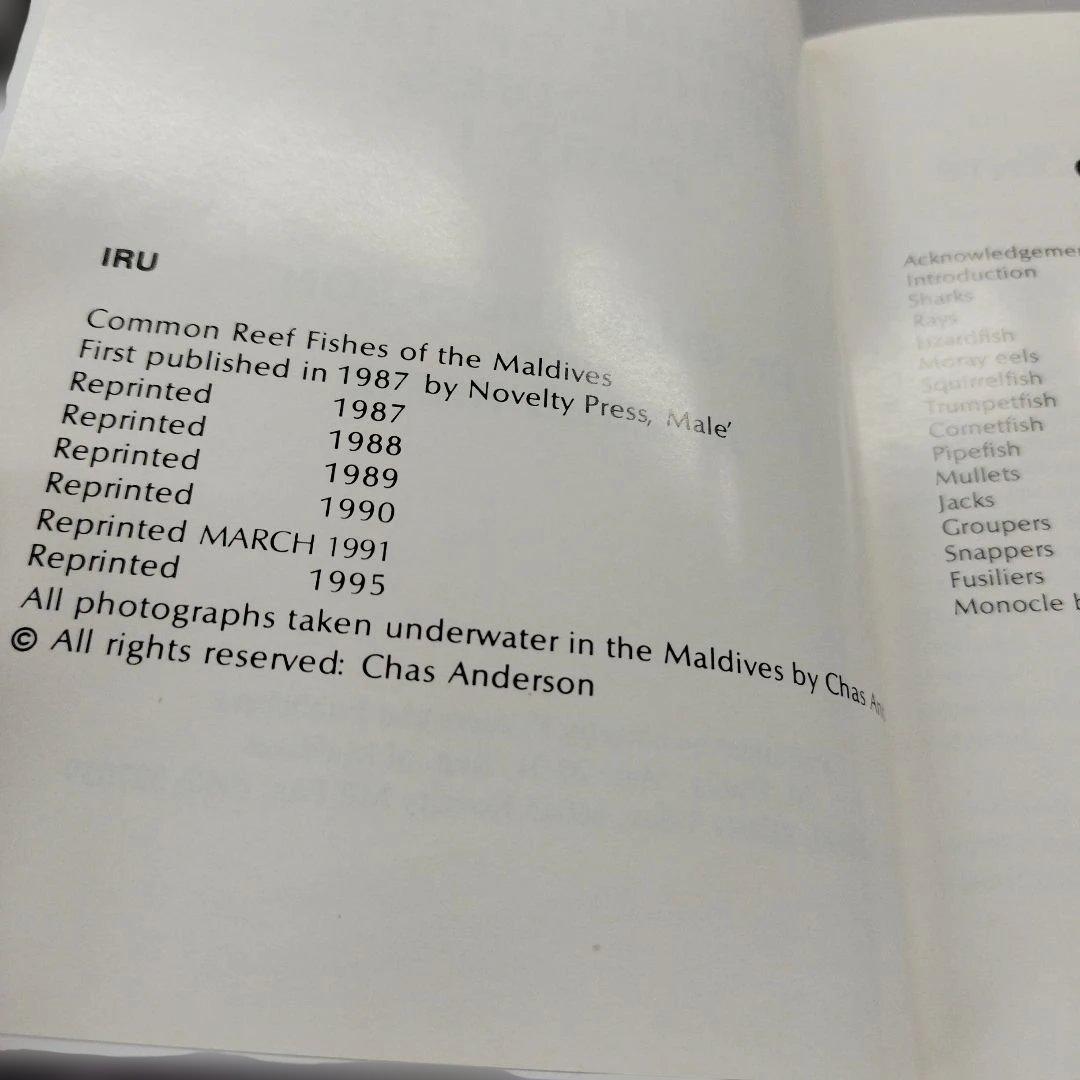 IRU
Common Reef Fishes of the Maldives
First published in 1987 by Novelty Press, Male'
Reprinted 1987
Reprinted 1988
Reprinted 1989
Reprinted 1990
Reprinted MARCH 1991
Reprinted 1995
All photographs taken underwater in the Maldives by Chas
© All rights reserved: Chas Anderson
Introduction
Sharks
Rays
Lizardfish
Moray eels
Squirrelfish
Trumpetfish
Cornetfish
Pipefish
Mullets
Jacks
Groupers
Snappers
Fusiliers
Monocle